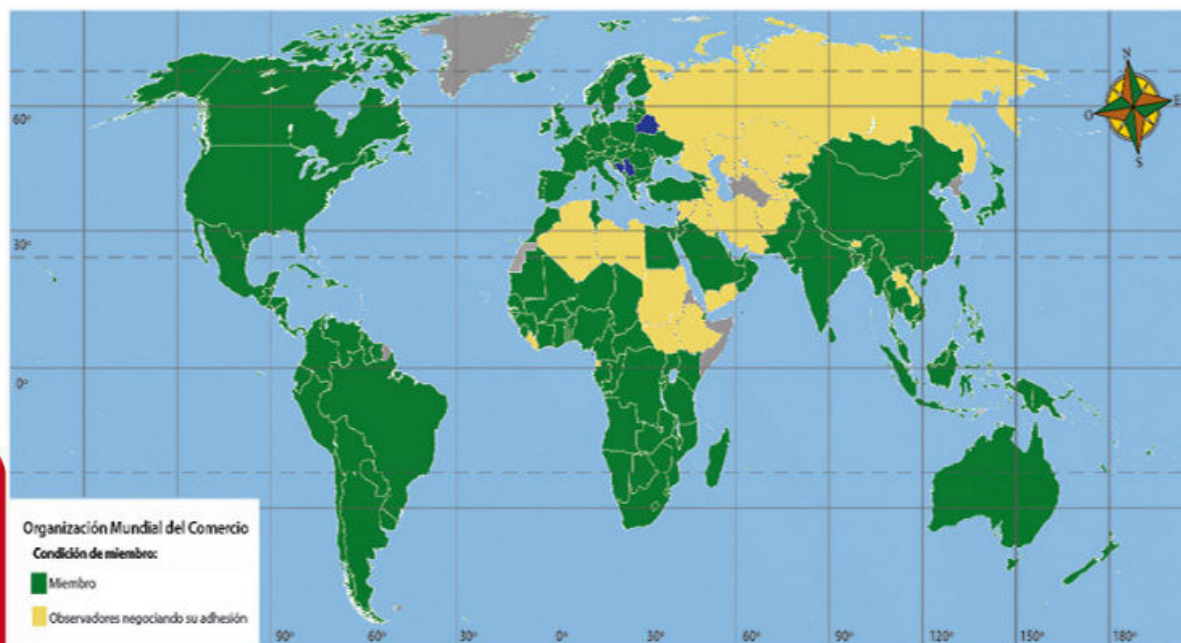 N
O
E
S
60°
30°
0°
Organización Mundial del Comercio
Condición de miembro:
Miembro
Observadores negociando su adhesión
90°
60°
30°
0°
30°
60°
90°
120°
150°
180°